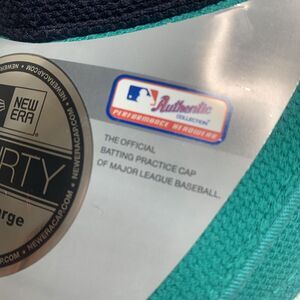 NEW ERA
NEWERACAP.COM
RTY
arge
NEWERACAP.COM
Authentic
COLLECTION
PERFORMANCE HEADWEAR
THE OFFICIAL
BATTING PRACTICE CAP
OF MAJOR LEAGUE BASEBALL.